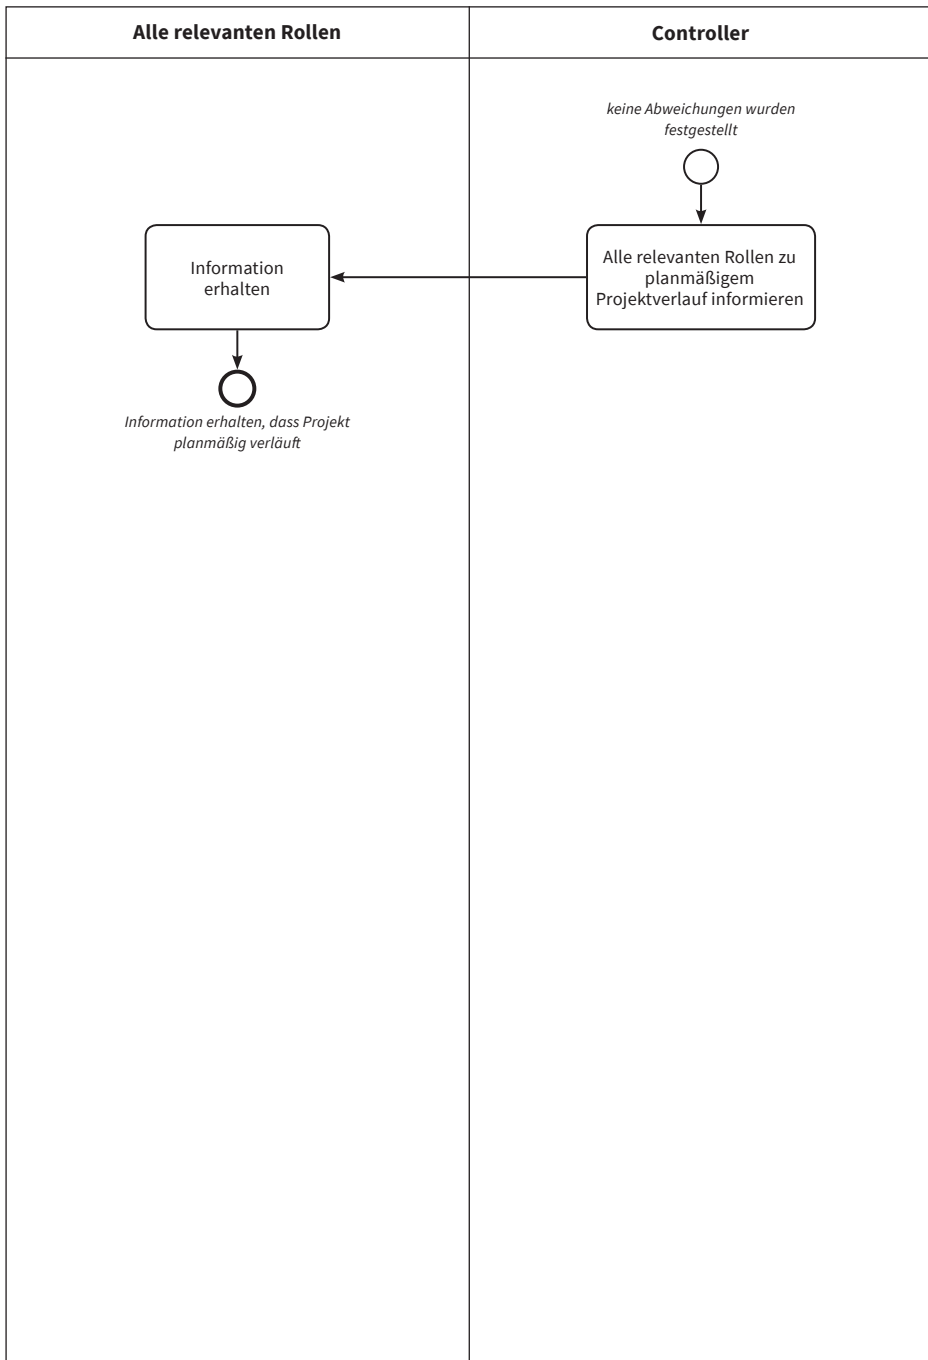 Alle relevanten Rollen
Controller
keine Abweichungen wurden
festgestellt
Alle relevanten Rollen zu
planmäßigem
Projektverlauf informieren
Information
erhalten
Information erhalten, dass Projekt
planmäßig verläuft